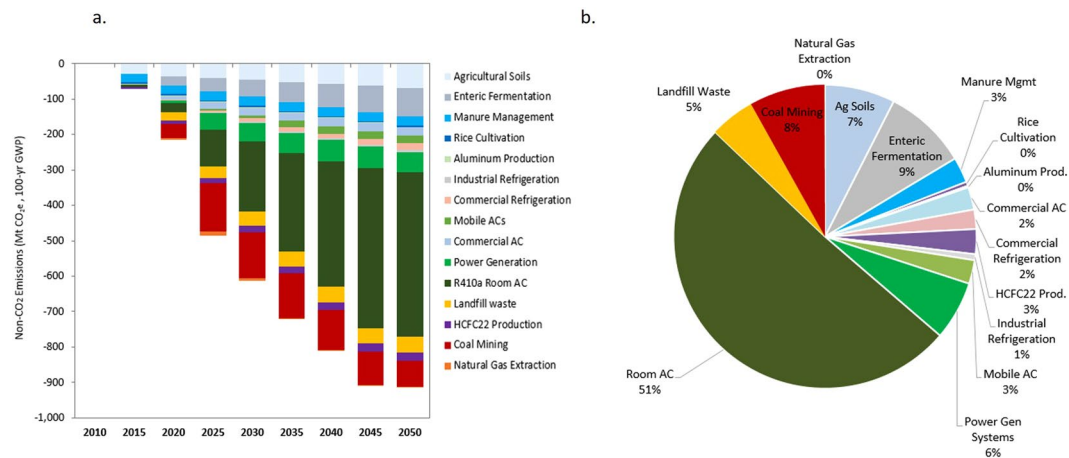 a.
Non-CO2 Emissions (Mt CO2e , 100-yr GWP)
0
-100
-200
-300
-400
-500
-600
-700
-800
-900
-1,000
2010 2015 2020 2025 2030 2035 2040 2045 2050
Agricultural Soils
Enteric Fermentation
Manure Management
Rice Cultivation
Aluminum Production
Industrial Refrigeration
Commercial Refrigeration
Mobile ACs
Commercial AC
Power Generation
R410a Room AC
Landfill waste
HCFC22 Production
Coal Mining
Natural Gas Extraction
b.
Natural Gas
Extraction
0%
Ag Soils
7%
Enteric
Fermentation
9%
Manure Mgmt
3%
Rice
Cultivation
0%
Aluminum Prod.
0%
Commercial AC
2%
Commercial
Refrigeration
2%
HCFC22 Prod.
3%
Industrial
Refrigeration
1%
Mobile AC
3%
Power Gen
Systems
6%
Room AC
51%
Landfill Waste
5%
Coal Mining
8%